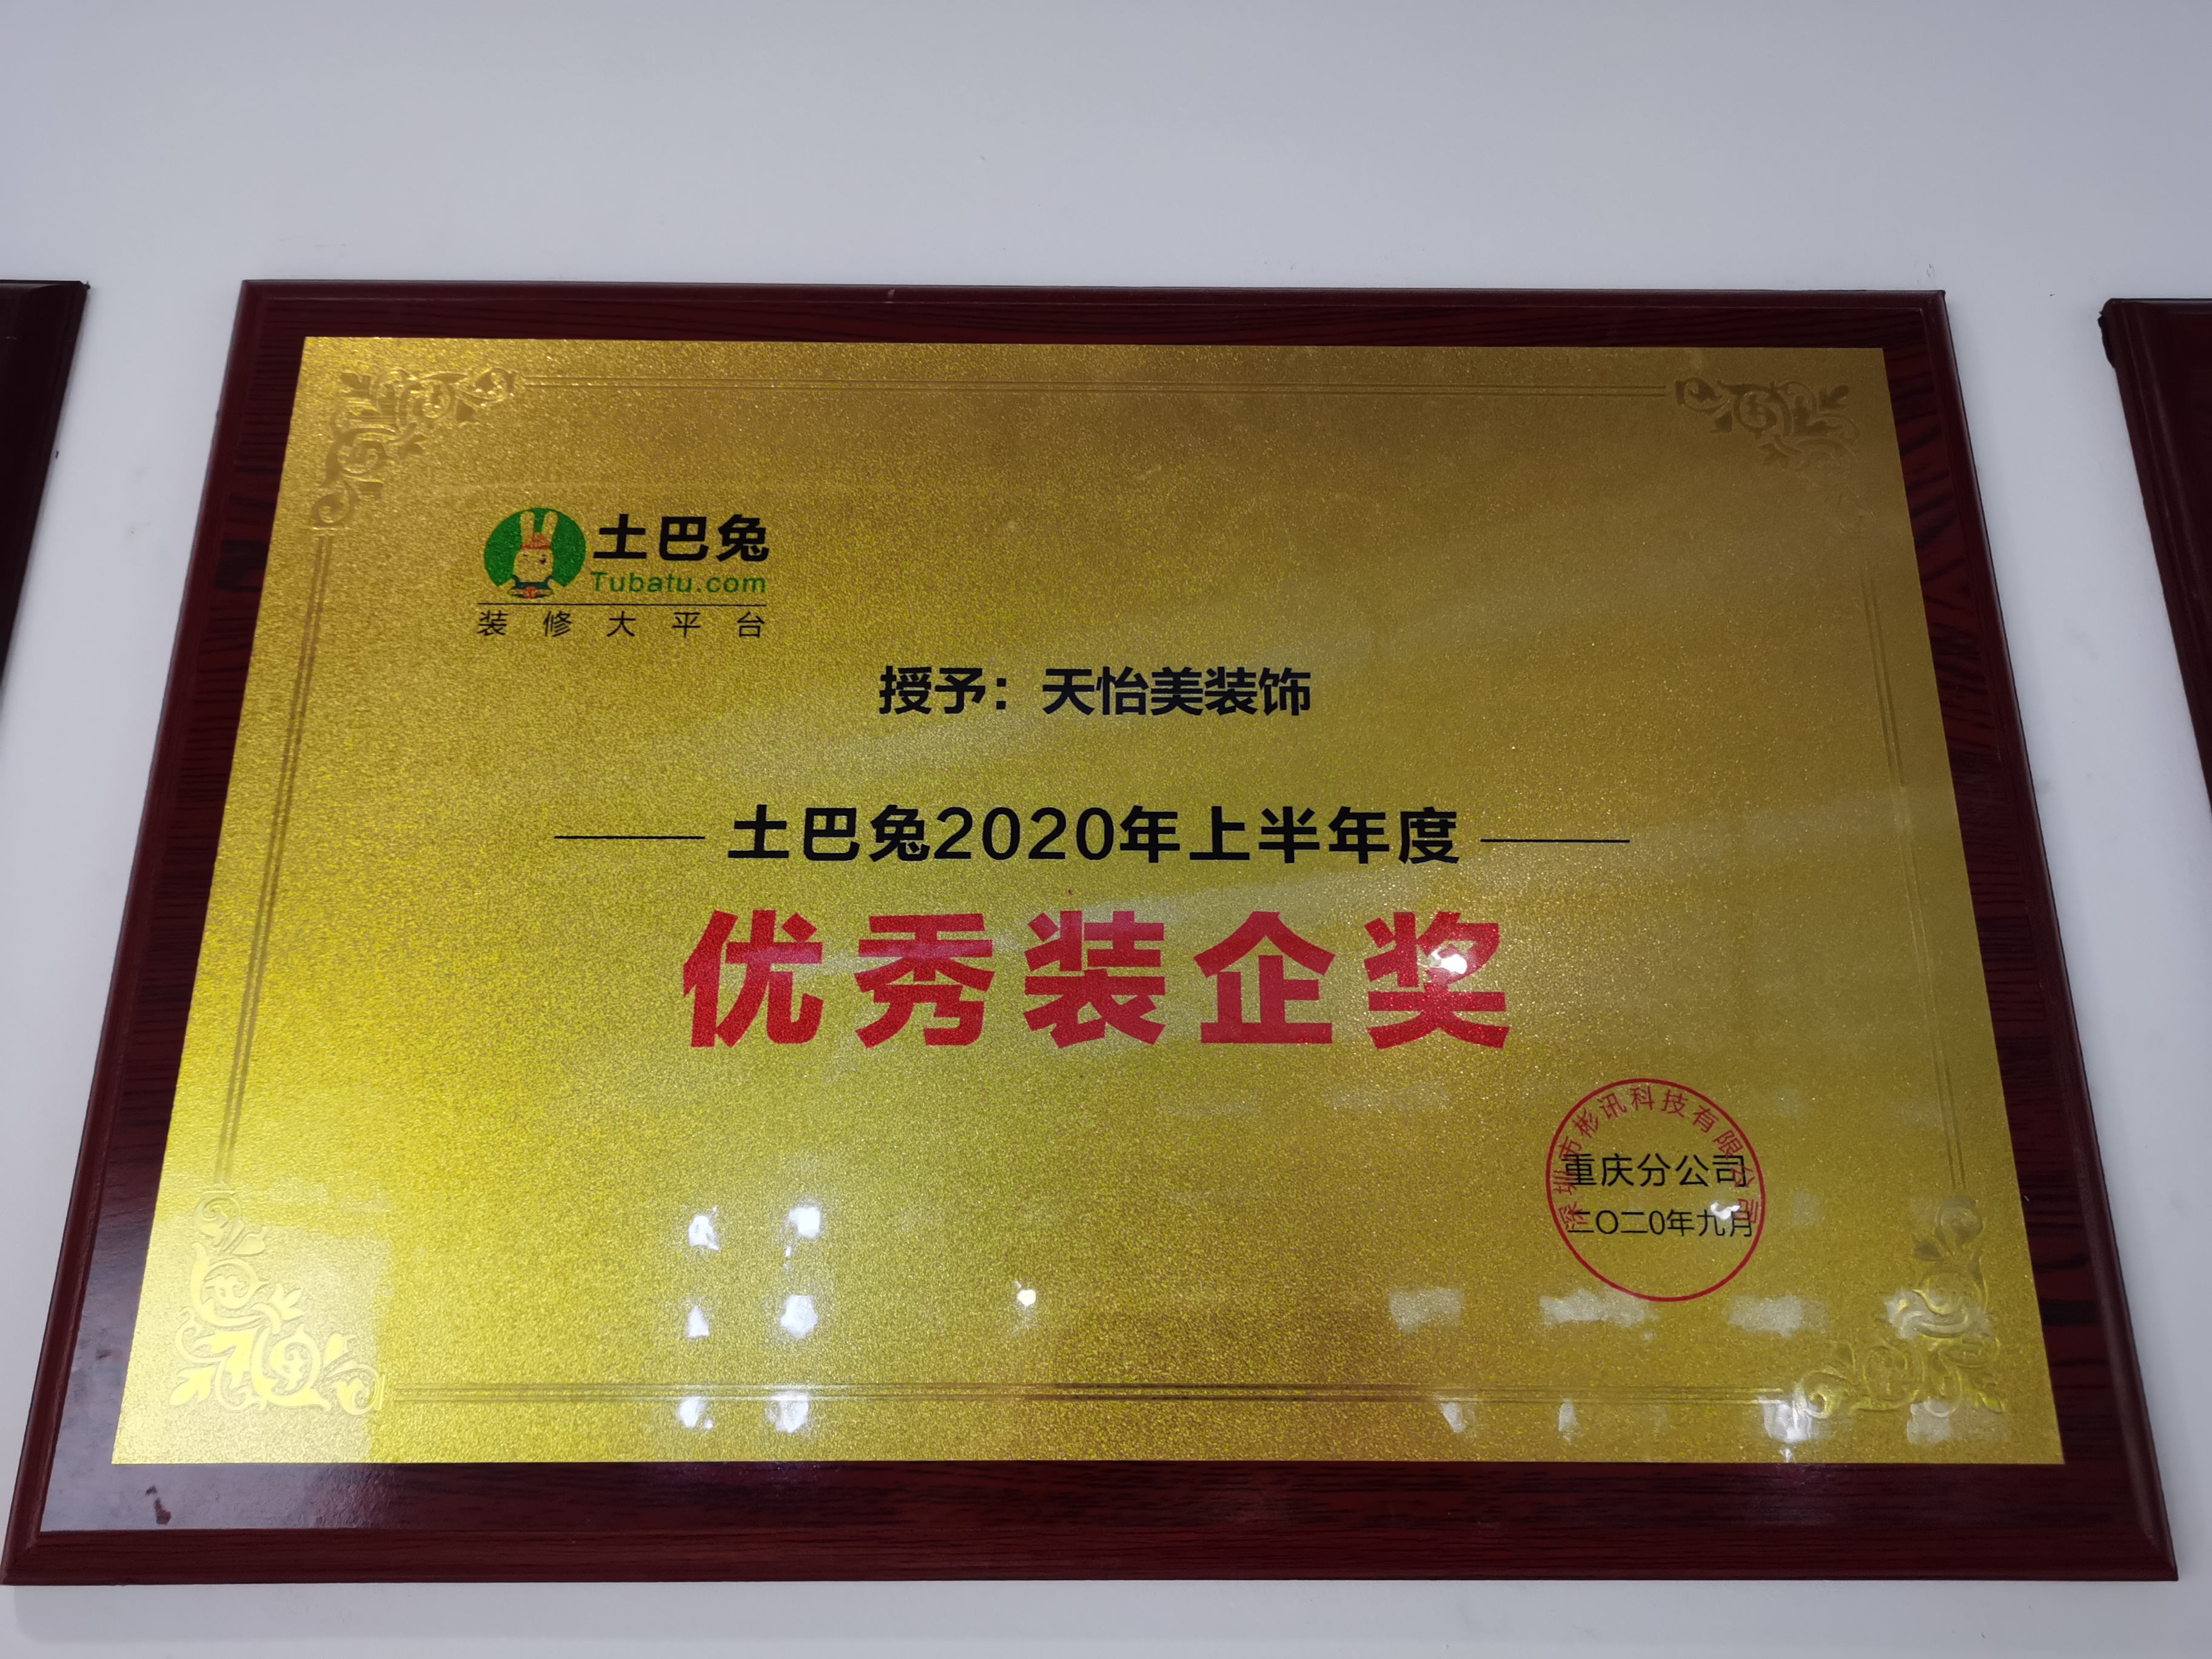 土巴兔
Tubatu.com
装修大平台
授予：天怡美装饰
土巴兔2020年上半年度
优秀装企奖
深圳市彬讯科技有限公司
重庆分公司
二〇二0年九月